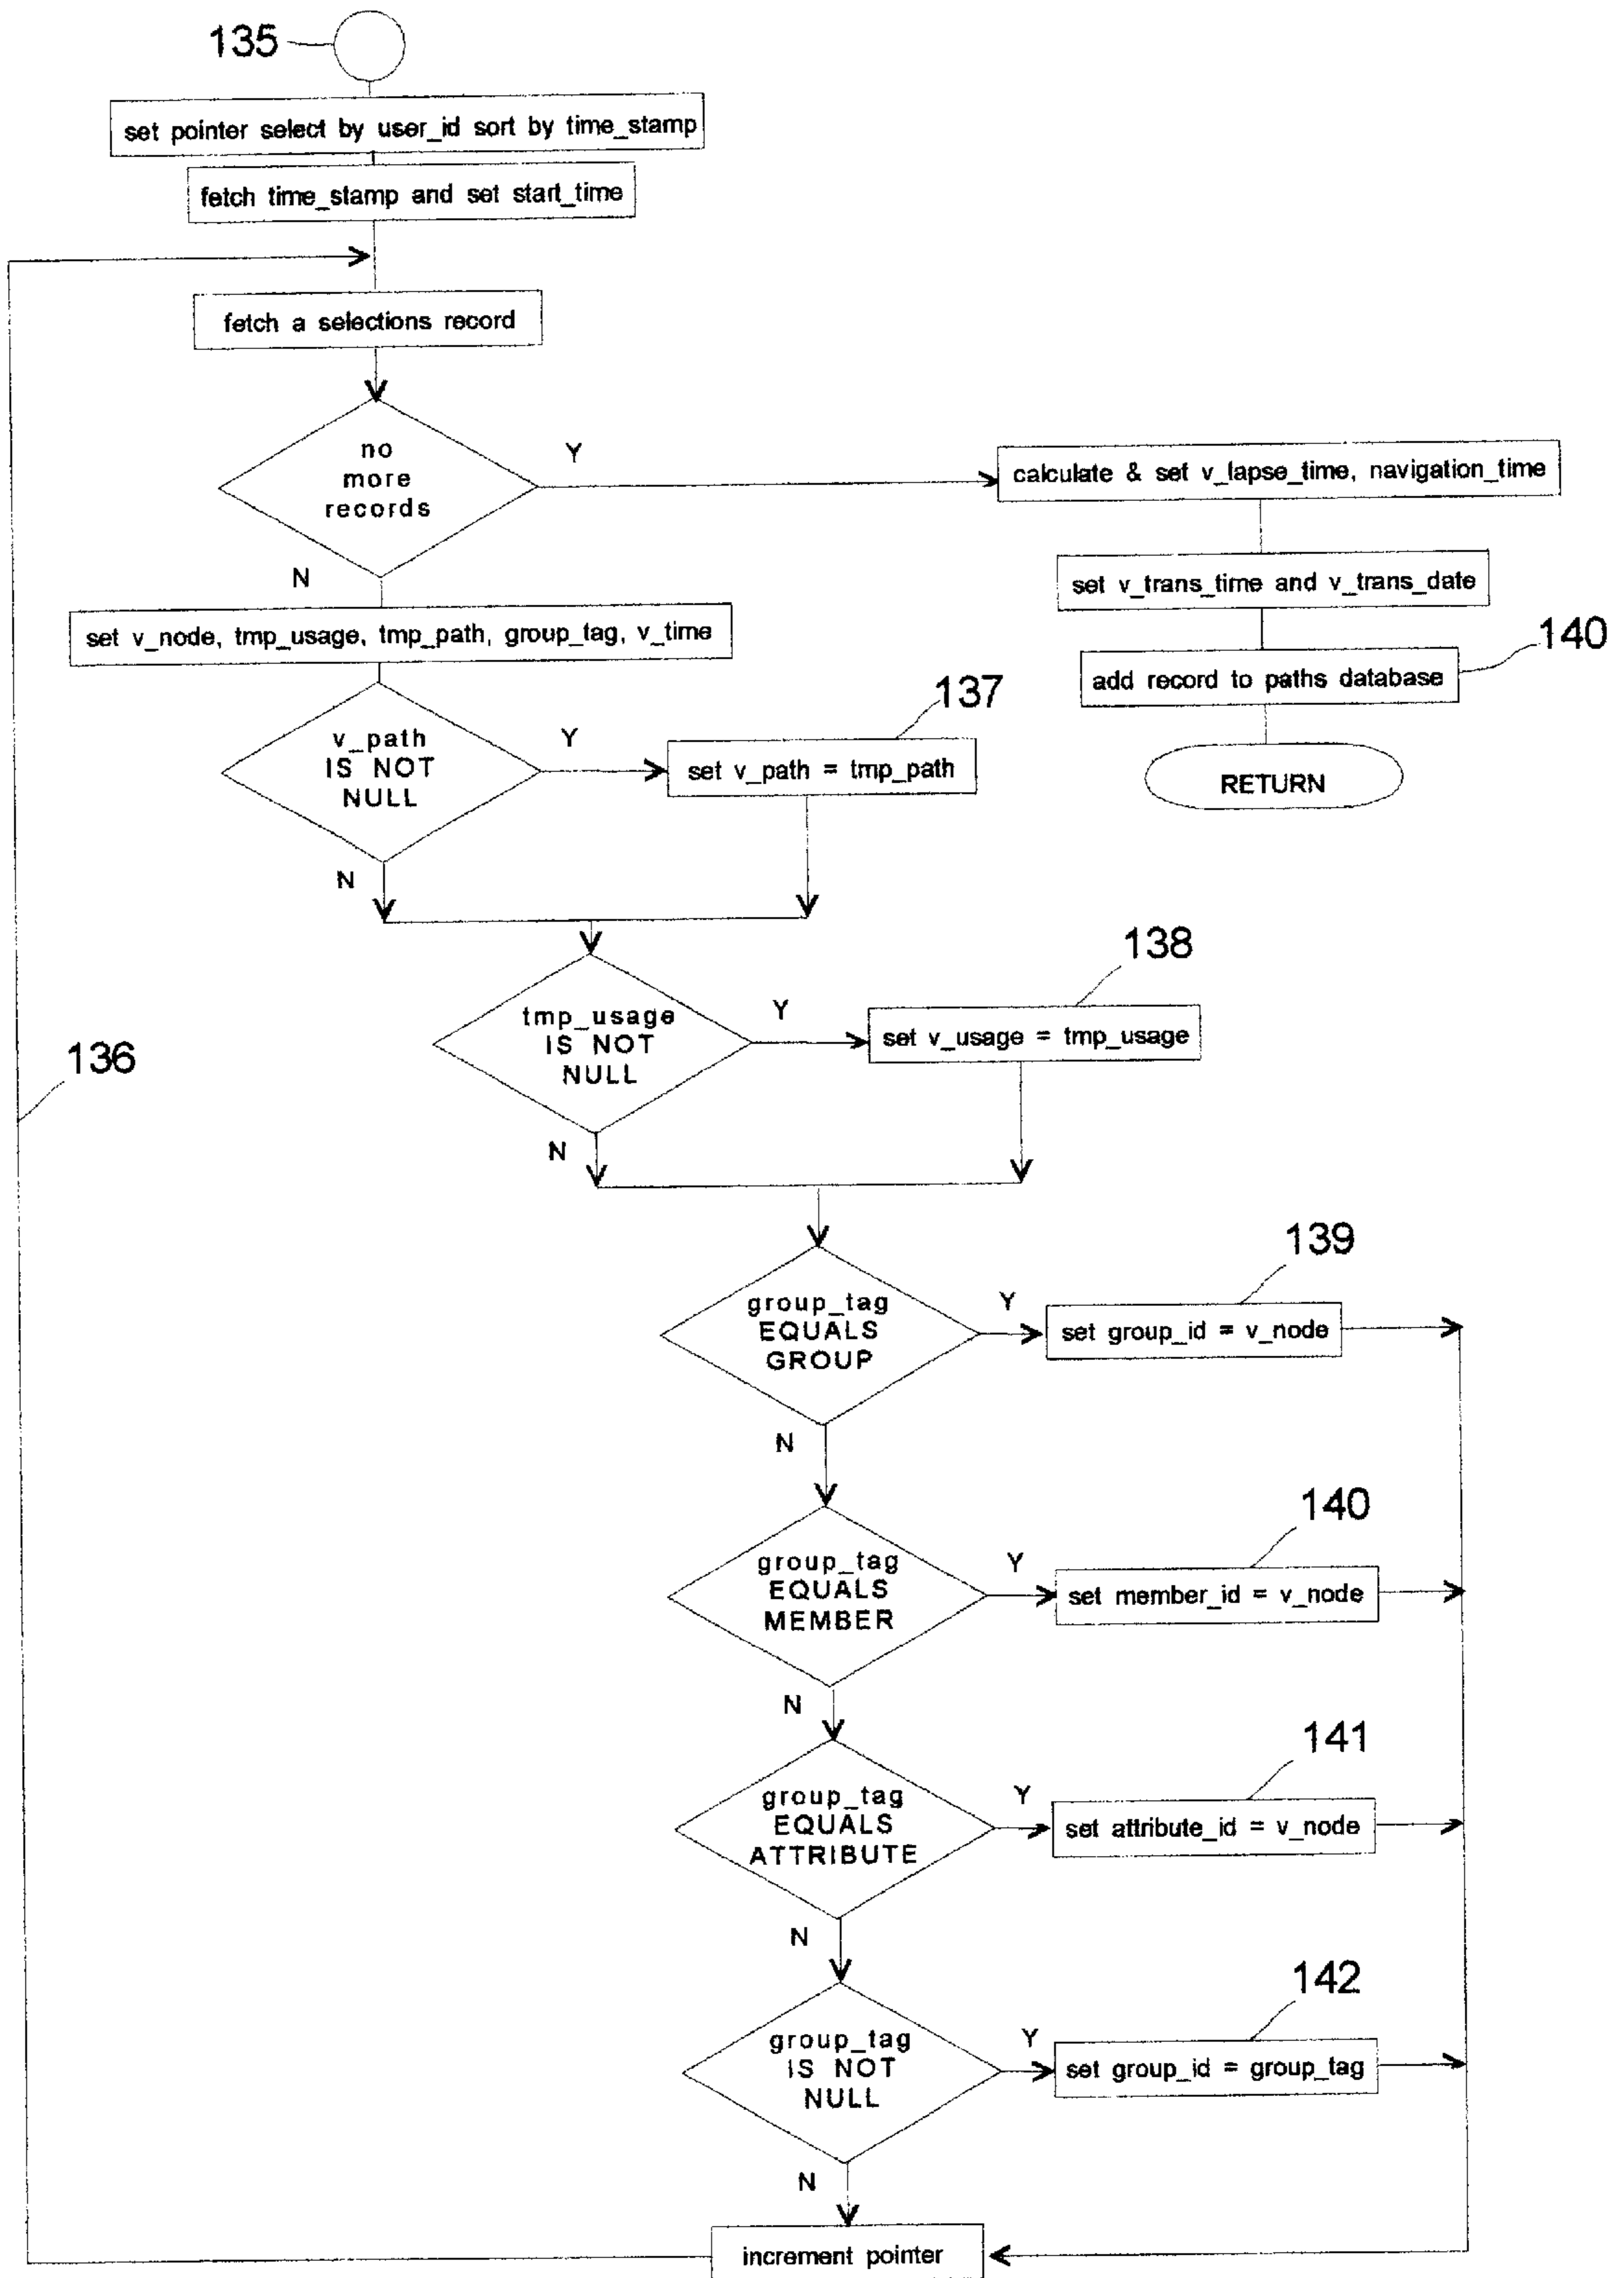 135
set pointer select by user_id sort by time_stamp
fetch time_stamp and set start_time
fetch a selections record
no
more
records
Y
calculate & set v_lapse_time, navigation_time
N
set v_trans_time and v_trans_date
set v_node, tmp_usage, tmp_path, group_tag, v_time
140
add record to paths database
137
v_path
IS NOT
NULL
Y
set v_path = tmp_path
RETURN
N
138
tmp_usage
IS NOT
NULL
Y
set v_usage = tmp_usage
136
N
139
group_tag
EQUALS
GROUP
Y
set group_id = v_node
N
140
group_tag
EQUALS
MEMBER
Y
set member_id = v_node
N
141
group_tag
EQUALS
ATTRIBUTE
Y
set attribute_id = v_node
N
142
group_tag
IS NOT
NULL
Y
set group_id = group_tag
N
increment pointer